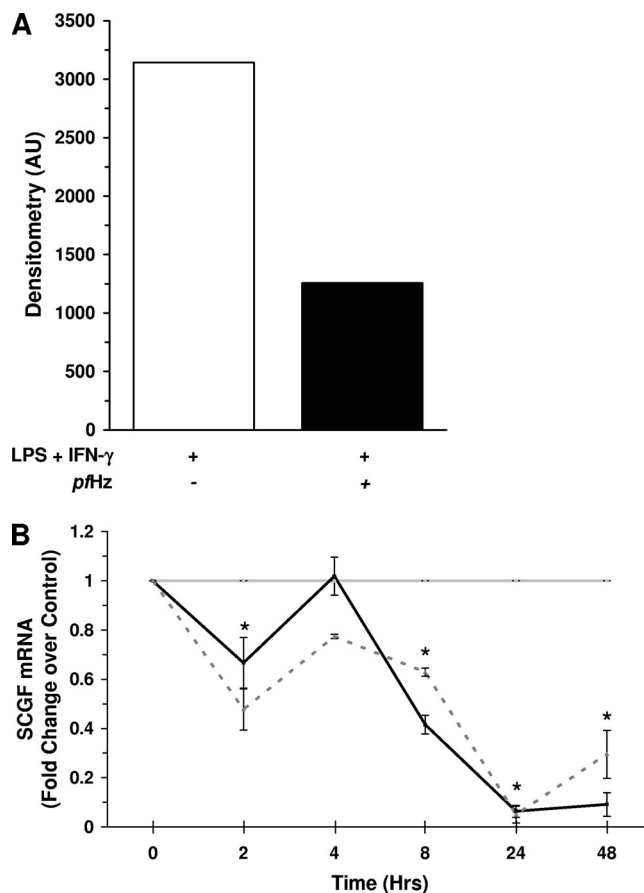 A
3500
3000
2500
2000
1500
1000
500
0
Densitometry (AU)
LPS + IFN-γ + +
pfHz - +
B
1.2
1
0.8
0.6
0.4
0.2
0
SCGF mRNA
(Fold Change over Control)
* * * *
0 2 4 8 24 48
Time (Hrs)